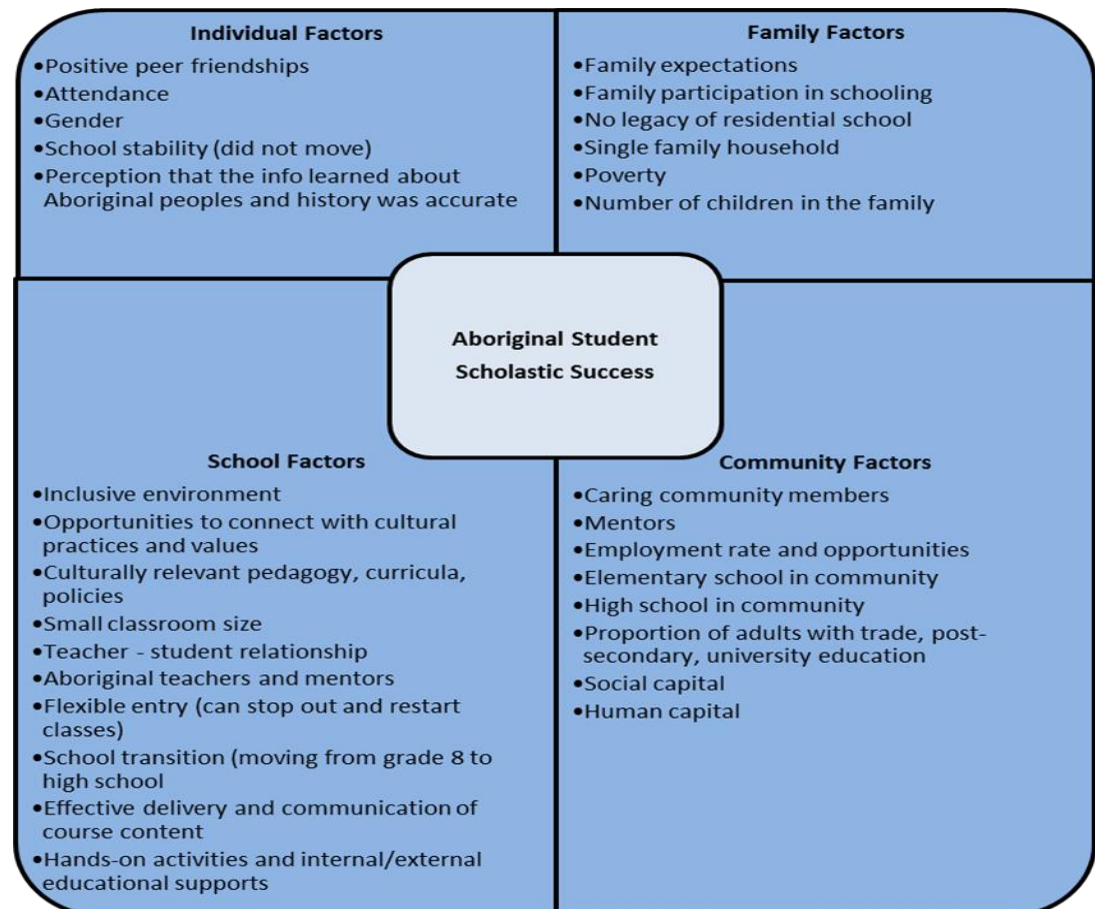 Individual Factors
•Positive peer friendships
•Attendance
•Gender
•School stability (did not move)
•Perception that the info learned about
Aboriginal peoples and history was accurate
Family Factors
•Family expectations
•Family participation in schooling
•No legacy of residential school
•Single family household
•Poverty
•Number of children in the family
Aboriginal Student
Scholastic Success
School Factors
•Inclusive environment
•Opportunities to connect with cultural
practices and values
•Culturally relevant pedagogy, curricula,
policies
•Small classroom size
•Teacher - student relationship
•Aboriginal teachers and mentors
•Flexible entry (can stop out and restart
classes)
•School transition (moving from grade 8 to
high school
•Effective delivery and communication of
course content
•Hands-on activities and internal/external
educational supports
Community Factors
•Caring community members
•Mentors
•Employment rate and opportunities
•Elementary school in community
•High school in community
•Proportion of adults with trade, post-
secondary, university education
•Social capital
•Human capital